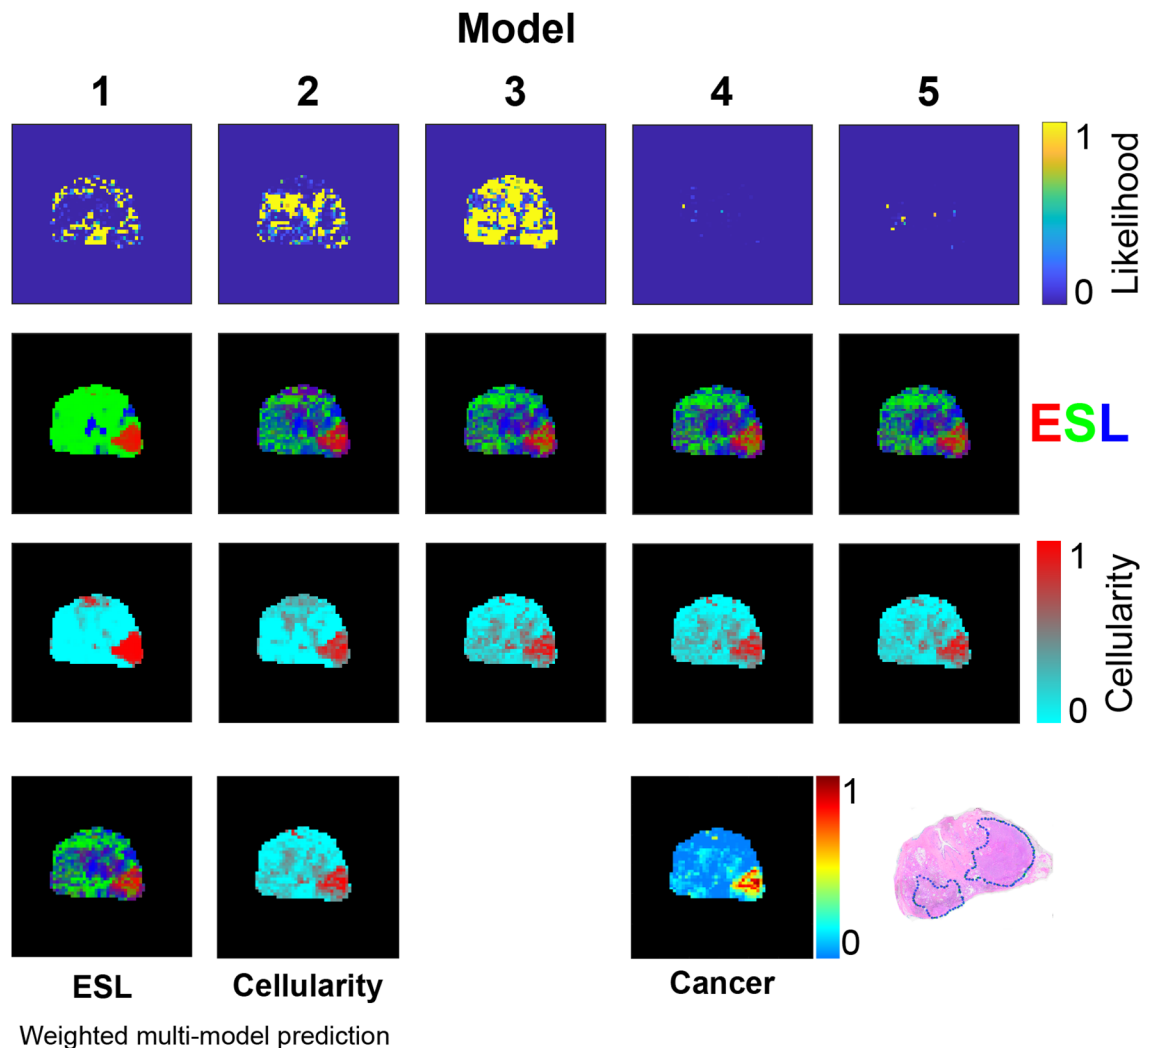 Model
1 2 3 4 5
1
0
Likelihood
ESL
1
0
Cellularity
1
0
ESL Cellularity Cancer
Weighted multi-model prediction